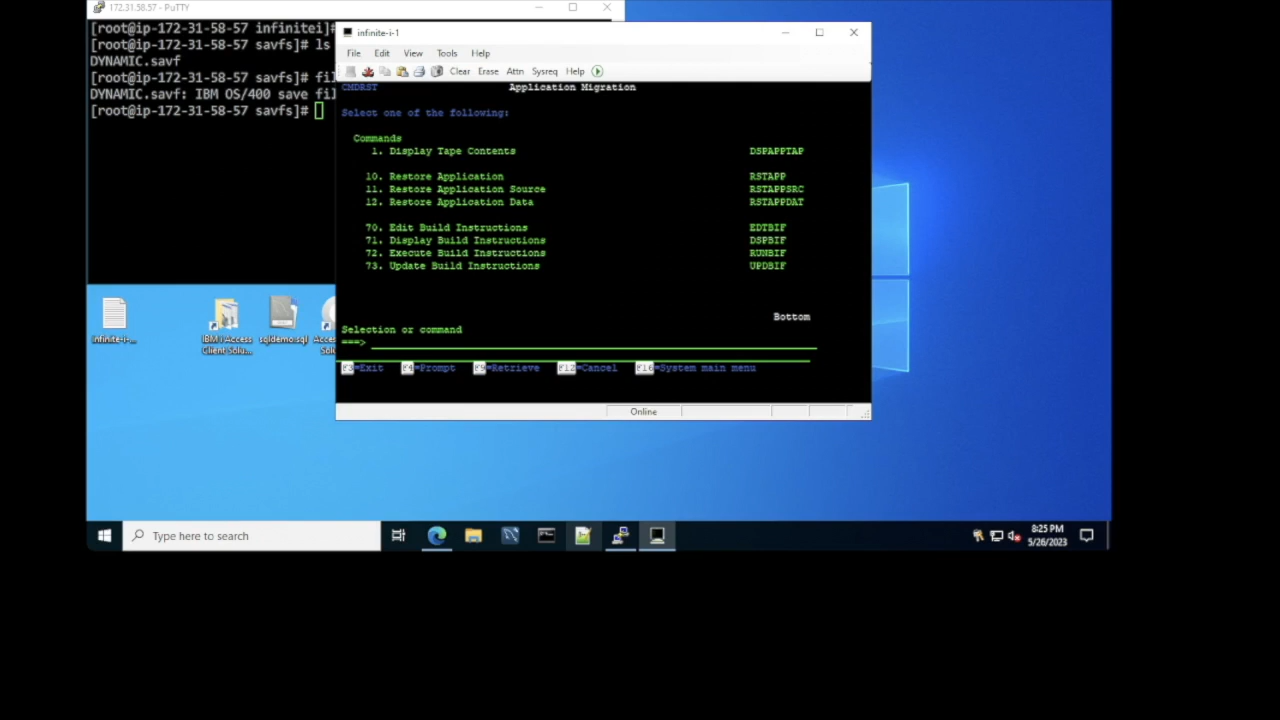 172.31.58.57 - PuTTY
[root@ip-172-31-58-57 infinitei]#
[root@ip-172-31-58-57 savfs]# ls
DYNAMIC.savf
[root@ip-172-31-58-57 savfs]# fil
DYNAMIC.savf: IBM OS/400 save fil
[root@ip-172-31-58-57 savfs]#
infinite-i-1
File Edit View Tools Help
Clear Erase Attn Sysreq Help
CMDRST Application Migration
Select one of the following:
Commands
1. Display Tape Contents DSPAPPTAP
10. Restore Application RSTAPP
11. Restore Application Source RSTAPPSRC
12. Restore Application Data RSTAPPDAT
70. Edit Build Instructions EDTBIF
71. Display Build Instructions DSPBIF
72. Execute Build Instructions RUNBIF
73. Update Build Instructions UPDBIF
Bottom
Selection or command
===>
F3=Exit F4=Prompt F9=Retrieve F12=Cancel F16=System main menu
Online
infinite-i-...
IBM i Access
Client Solu...
sqldemo.sql
Type here to search
8:25 PM
5/26/2023